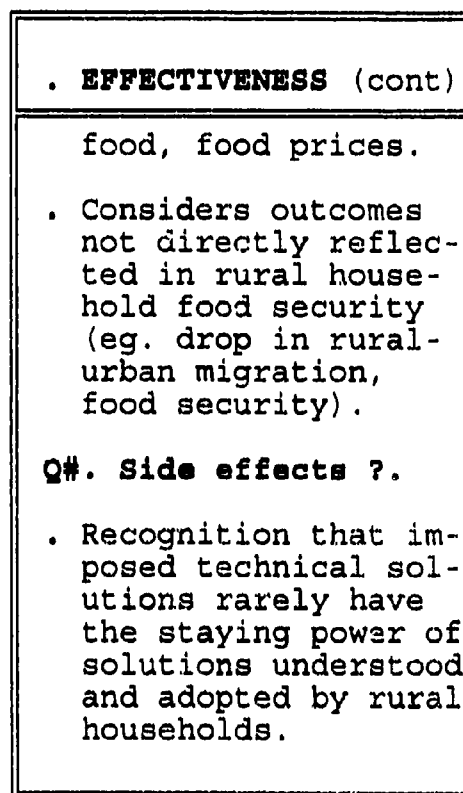 . EFFECTIVENESS (cont)
food, food prices.
. Considers outcomes
not directly reflec-
ted in rural house-
hold food security
(eg. drop in rural-
urban migration,
food security).
Q#. Side effects ?.
. Recognition that im-
posed technical sol-
utions rarely have
the staying power of
solutions understood
and adopted by rural
households.